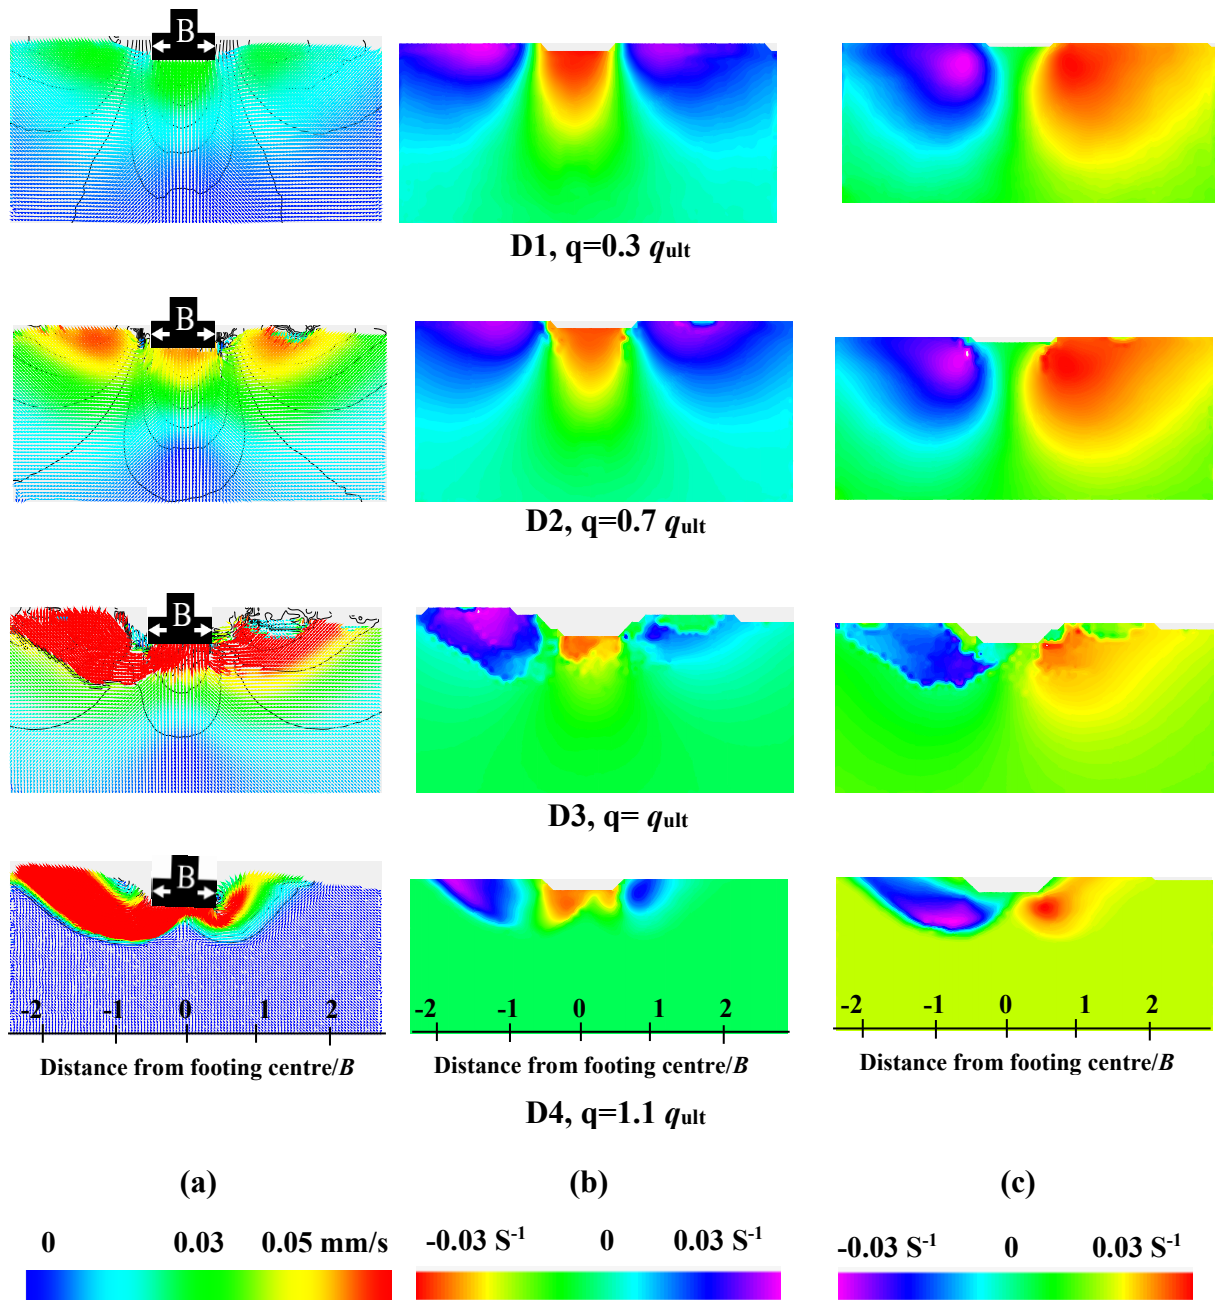 B
D1, q=0.3 qult
B
D2, q=0.7 qult
B
D3, q= qult
B
-2 -1 0 1 2
Distance from footing centre/B
-2 -1 0 1 2
Distance from footing centre/B
-2 -1 0 1 2
Distance from footing centre/B
D4, q=1.1 qult
(a) (b) (c)
0 0.03 0.05 mm/s
-0.03 S-1 0 0.03 S-1
-0.03 S-1 0 0.03 S-1